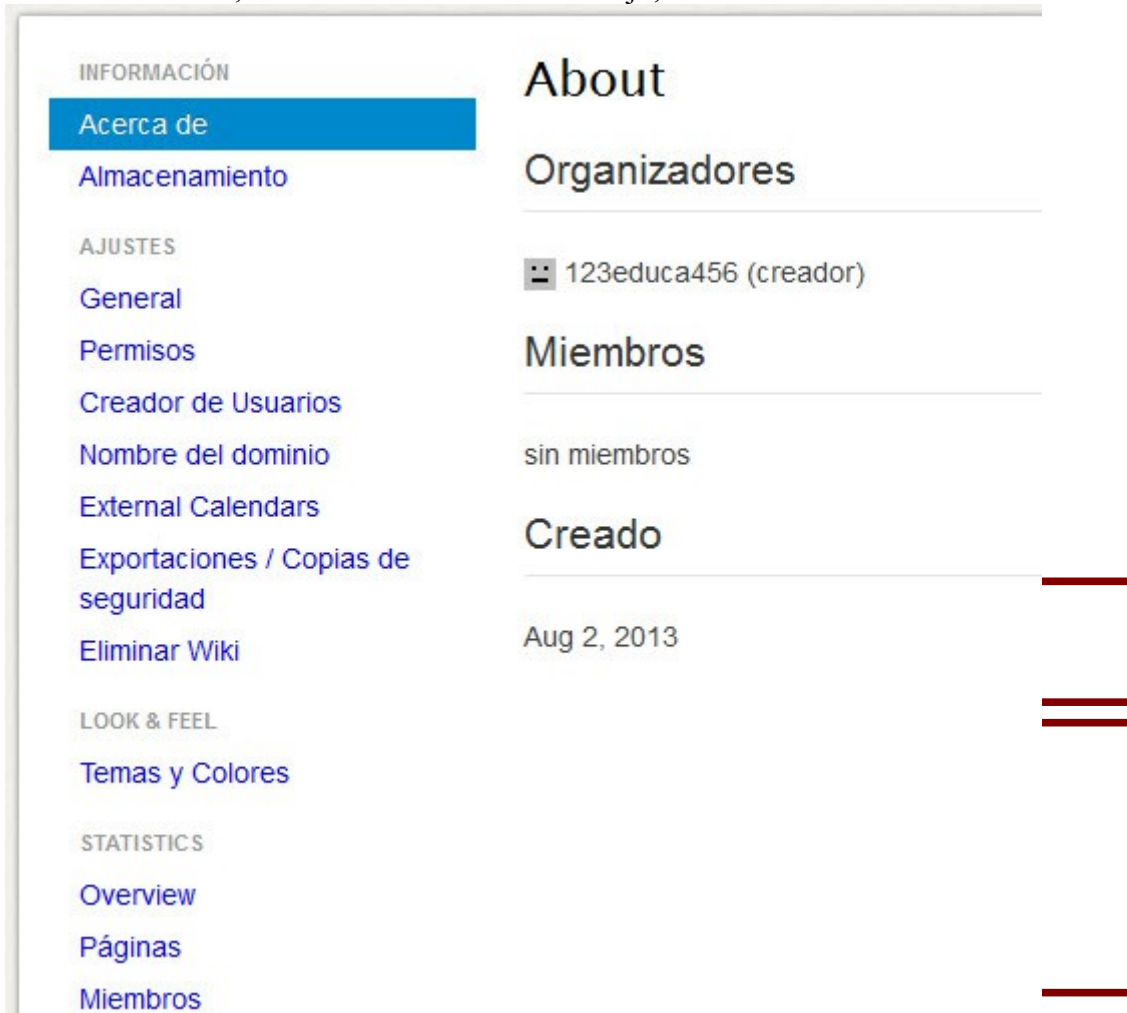 INFORMACIÓN
Acerca de
Almacenamiento
AJUSTES
General
Permisos
Creador de Usuarios
Nombre del dominio
External Calendars
Exportaciones / Copias de
seguridad
Eliminar Wiki
LOOK & FEEL
Temas y Colores
STATISTICS
Overview
Páginas
Miembros
About
Organizadores
123educa456 (creador)
Miembros
sin miembros
Creado
Aug 2, 2013